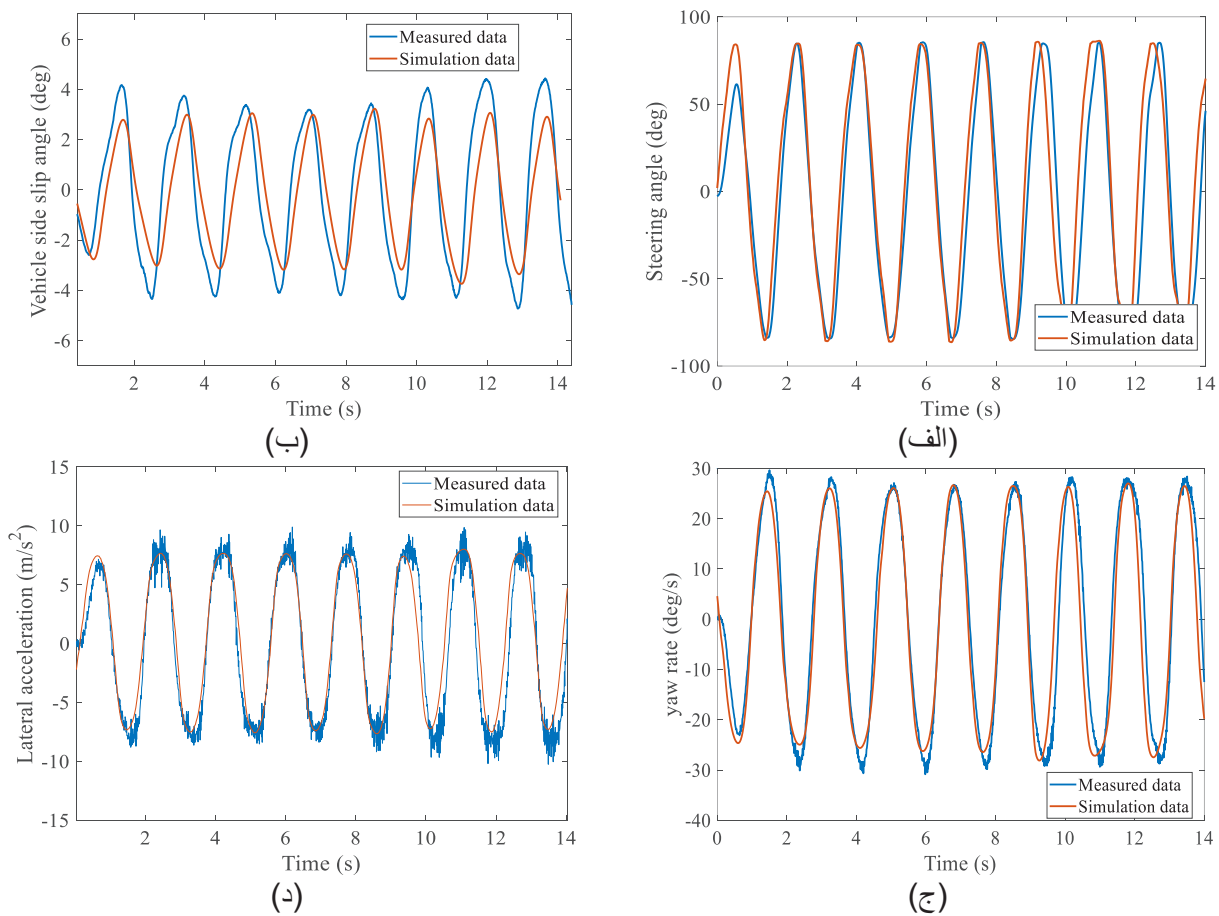 6
4
2
0
-2
-4
-6
Vehicle side slip angle (deg)
Measured data
Simulation data
2 4 6 8 10 12 14
Time (s)
(ب)
100
50
0
-50
-100
Steering angle (deg)
Measured data
Simulation data
0 2 4 6 8 10 12 14
Time (s)
(الف)
15
10
5
0
-5
-10
-15
Lateral acceleration (m/s²)
Measured data
Simulation data
2 4 6 8 10 12 14
Time (s)
(د)
30
20
10
0
-10
-20
-30
-40
yaw rate (deg/s)
Measured data
Simulation data
0 2 4 6 8 10 12 14
Time (s)
(ج)